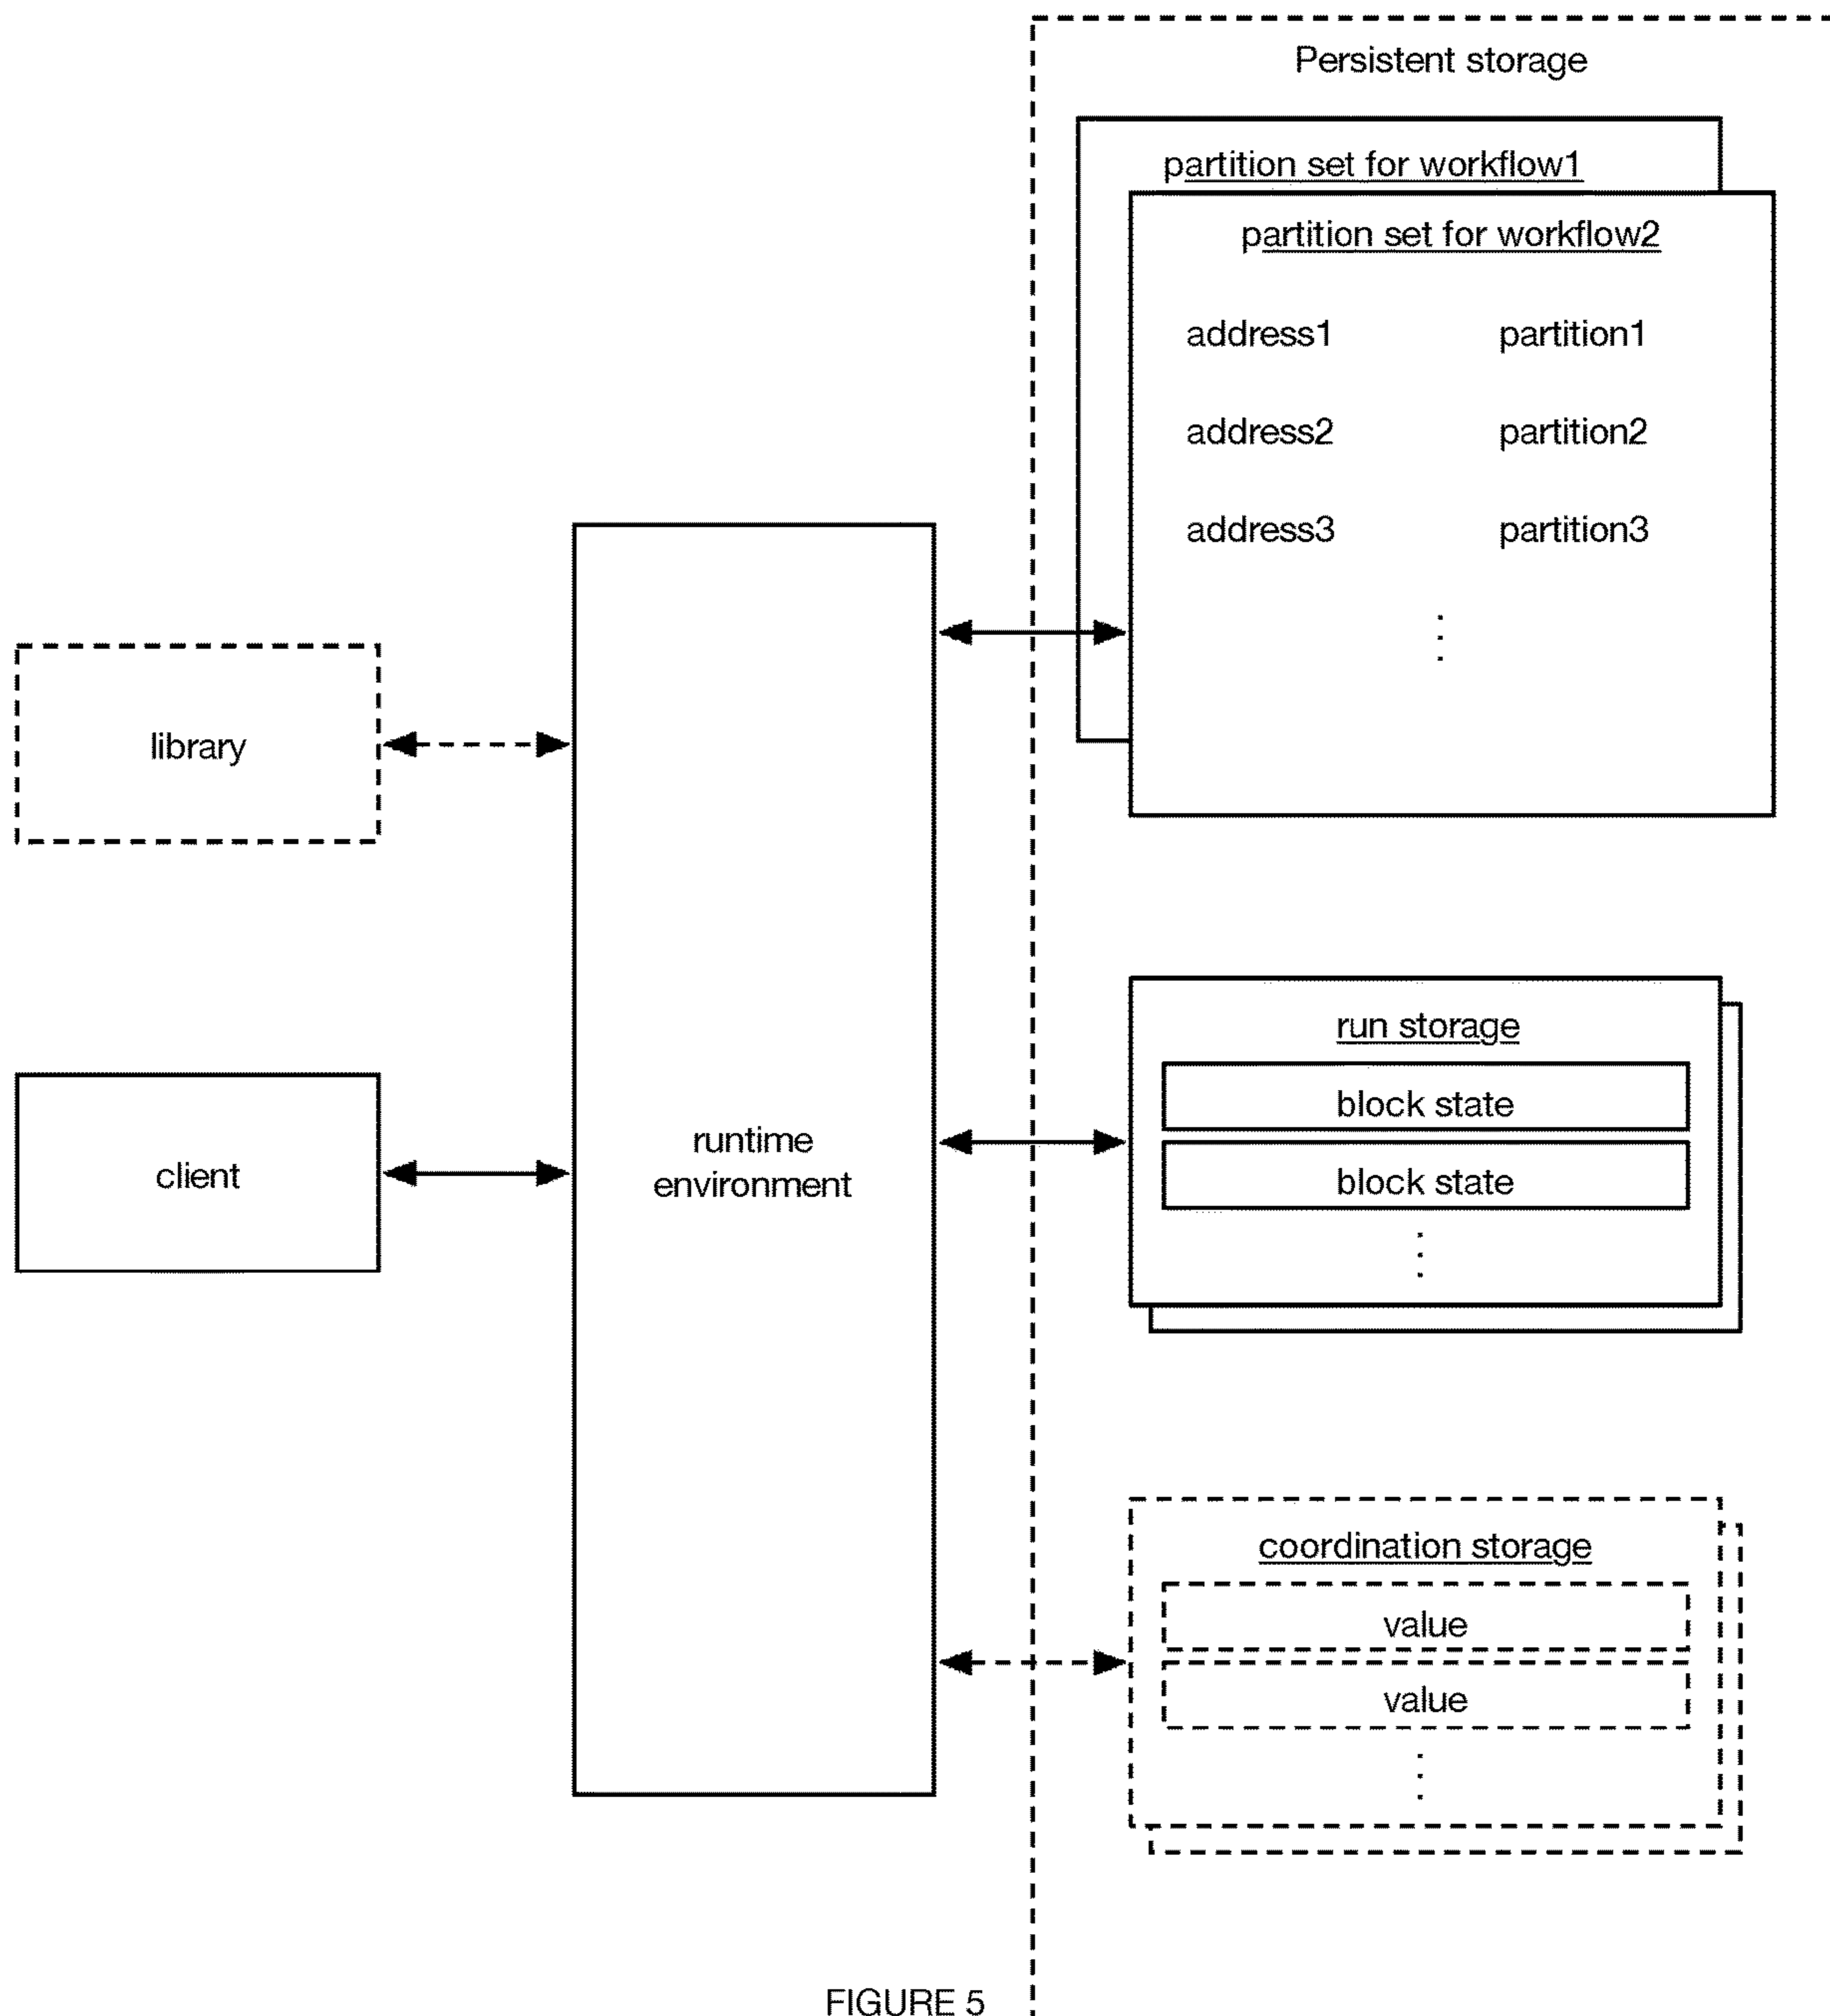 Persistent storage
partition set for workflow1
partition set for workflow2
address1 partition1
address2 partition2
address3 partition3
library
run storage
block state
block state
client
runtime
environment
coordination storage
value
value
FIGURE 5